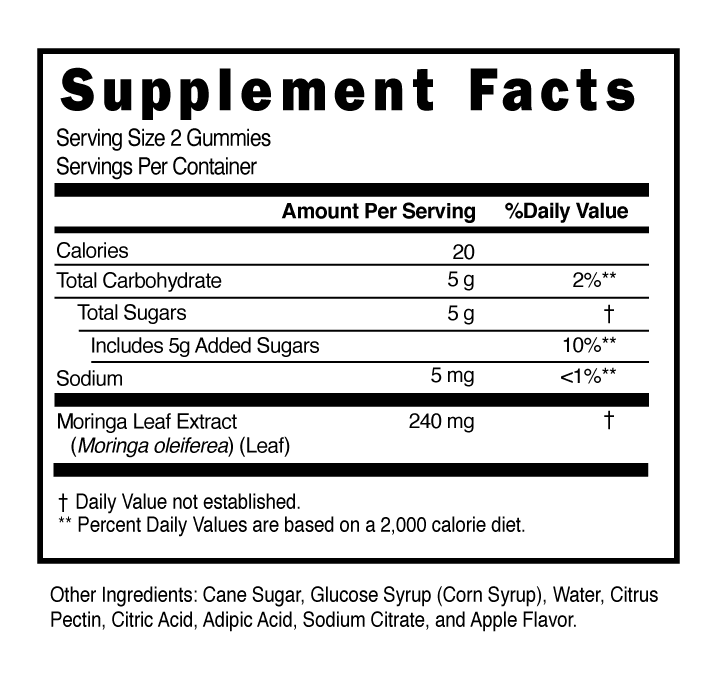 Supplement Facts
Serving Size 2 Gummies
Servings Per Container
Amount Per Serving %Daily Value
Calories 20
Total Carbohydrate 5 g 2%**
Total Sugars 5 g †
Includes 5g Added Sugars 10%**
Sodium 5 mg <1%**
Moringa Leaf Extract 240 mg †
(Moringa oleiferea) (Leaf)
† Daily Value not established.
** Percent Daily Values are based on a 2,000 calorie diet.
Other Ingredients: Cane Sugar, Glucose Syrup (Corn Syrup), Water, Citrus
Pectin, Citric Acid, Adipic Acid, Sodium Citrate, and Apple Flavor.